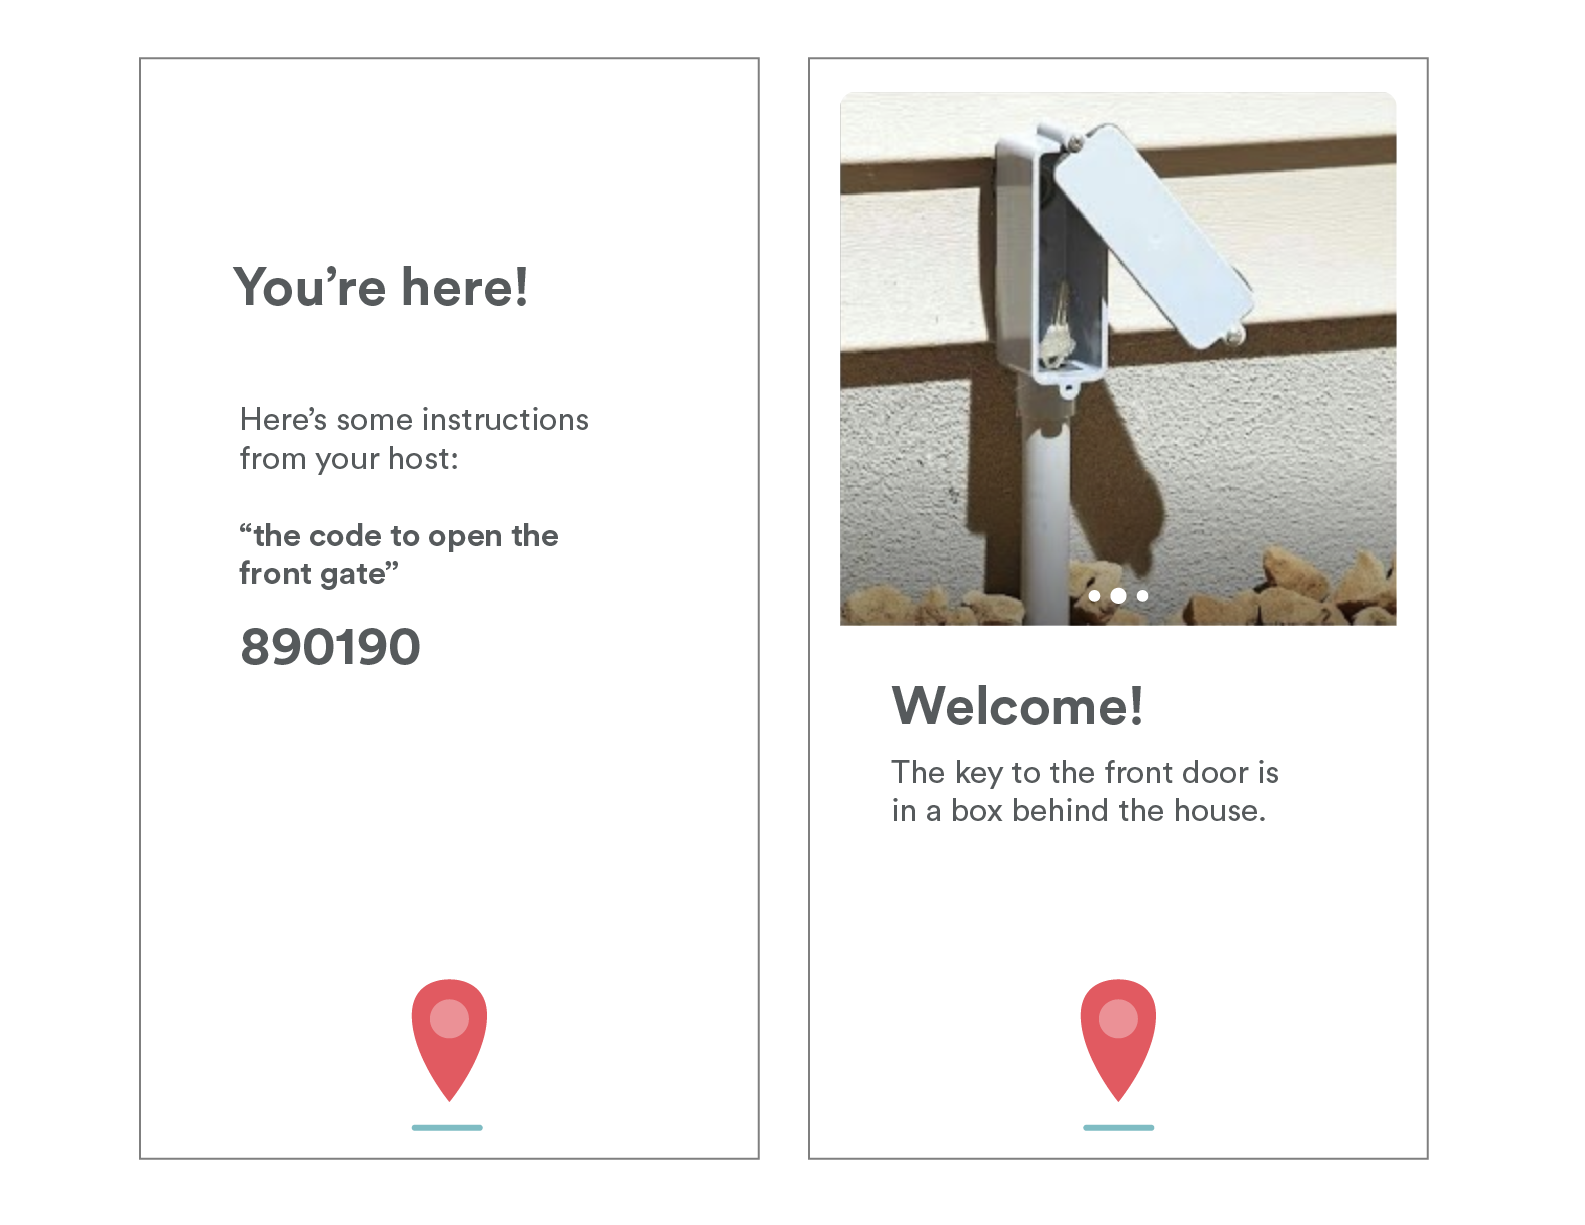 You’re here!
Here’s some instructions
from your host:
“the code to open the
front gate”
890190
Welcome!
The key to the front door is
in a box behind the house.